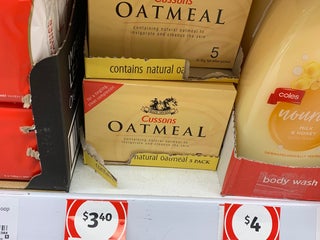 Cussons
OATMEAL
containing natural oatmeal to
invigorate and cleanse the skin
5
contains natural oa
Cussons
OATMEAL
containing natural oatmeal to
invigorate and cleanse the skin
natural oatmeal 5 PACK
coles
nouri
MILK
& HONEY
body wash
$3.40
$4